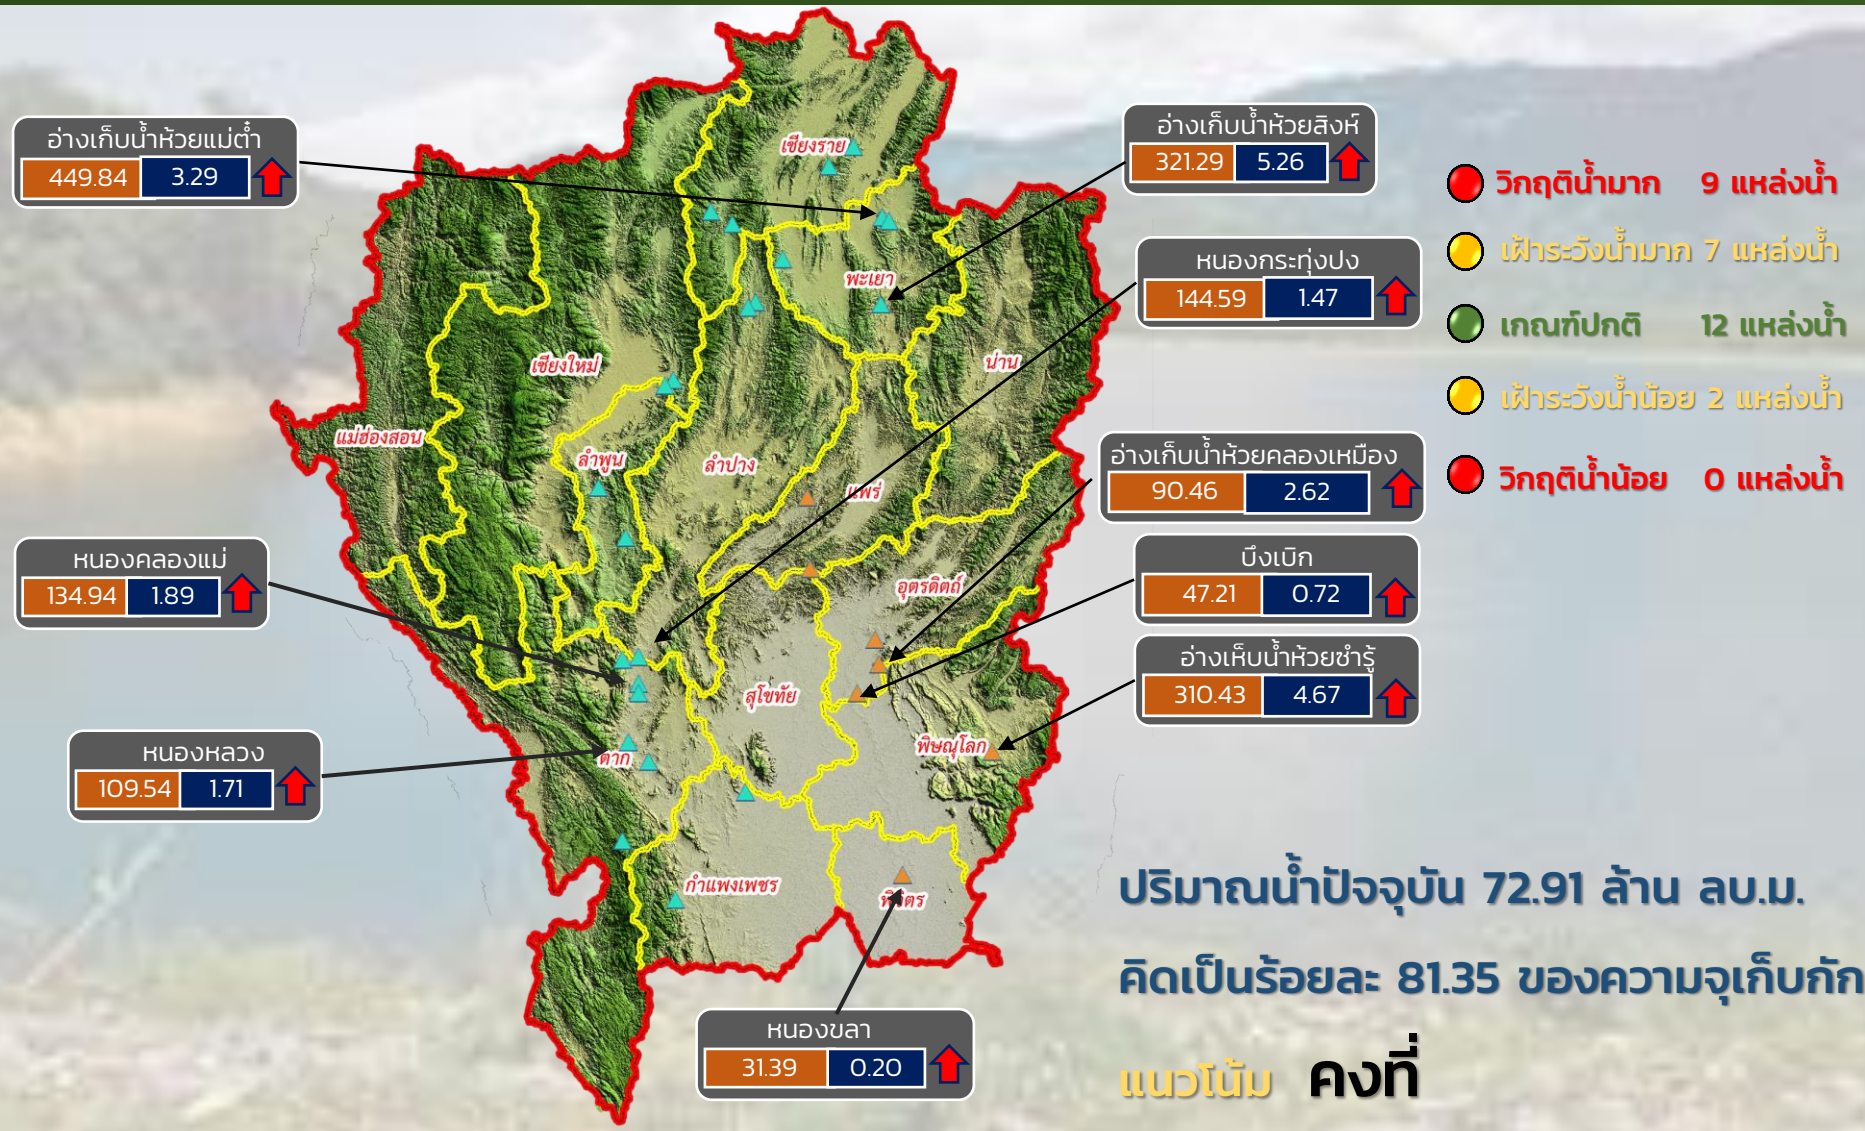 อ่างเก็บน้ำห้วยแม่ต๋ำ
449.84 3.29
อ่างเก็บน้ำห้วยสิงห์
321.29 5.26
หนองกระทุ่งปง
144.59 1.47
วิกฤติน้ำมาก 9 แหล่งน้ำ
เฝ้าระวังน้ำมาก 7 แหล่งน้ำ
เกณฑ์ปกติ 12 แหล่งน้ำ
เฝ้าระวังน้ำน้อย 2 แหล่งน้ำ
วิกฤติน้ำน้อย 0 แหล่งน้ำ
เชียงราย
พะเยา
น่าน
เชียงใหม่
แม่ฮ่องสอน
ลำพูน
ลำปาง
แพร่
อุตรดิตถ์
สุโขทัย
ตาก
พิษณุโลก
กำแพงเพชร
พิจิตร
อ่างเก็บน้ำห้วยคลองเหมือง
90.46 2.62
บึงเบิก
47.21 0.72
อ่างเห็บน้ำห้วยซำรู้
310.43 4.67
หนองคลองแม่
134.94 1.89
หนองหลวง
109.54 1.71
หนองขลา
31.39 0.20
ปริมาณน้ำปัจจุบัน 72.91 ล้าน ลบ.ม.
คิดเป็นร้อยละ 81.35 ของความจุเก็บกัก
แนวโน้ม คงที่